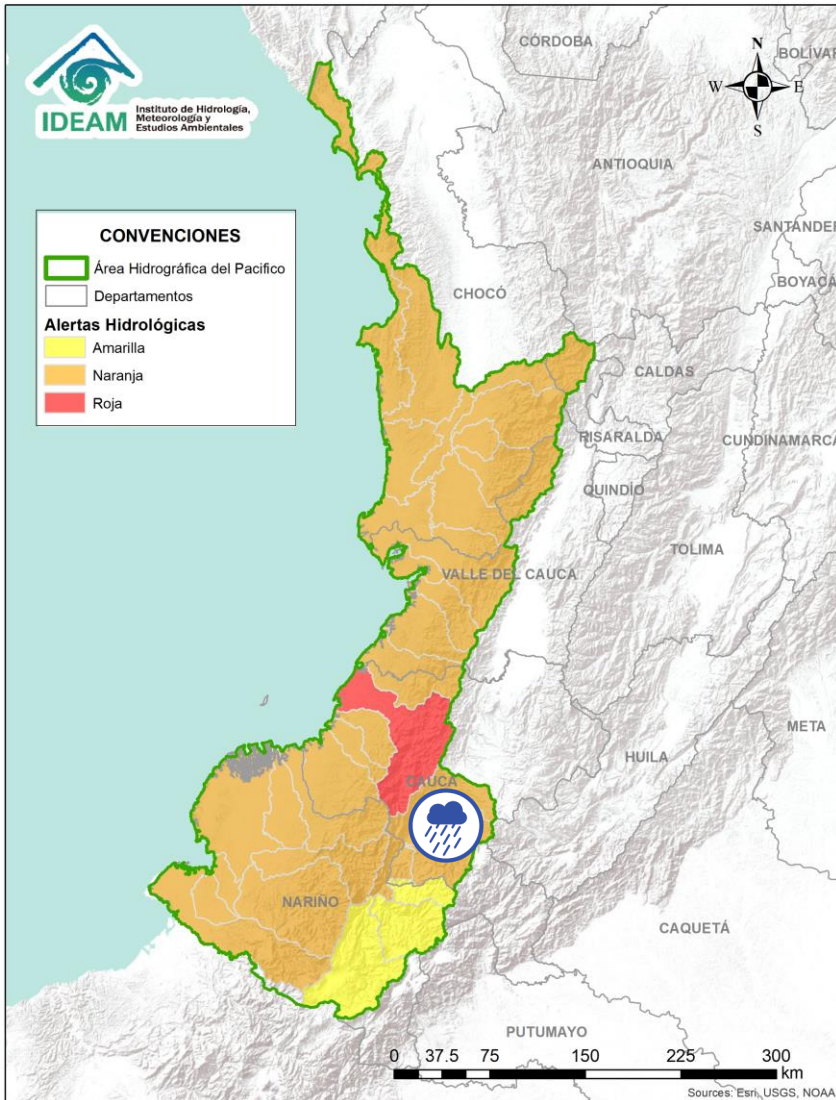 CÓRDOBA
BOLÍVAR
N
W
E
S
IDEAM
Instituto de Hidrología,
Meteorología y
Estudios Ambientales
ANTIOQUIA
SANTANDER
CONVENCIONES
Área Hidrográfica del Pacifico
Departamentos
Alertas Hidrológicas
Amarilla
Naranja
Roja
BOYACÁ
CHOCÓ
CALDAS
RISARALDA
CUNDINAMARCA
QUINDÍO
TOLIMA
VALLE DEL CAUCA
META
HUILA
CAUCA
NARIÑO
CAQUETÁ
PUTUMAYO
0 37.5 75 150 225 300
km
Sources: Esri, USGS, NOAA